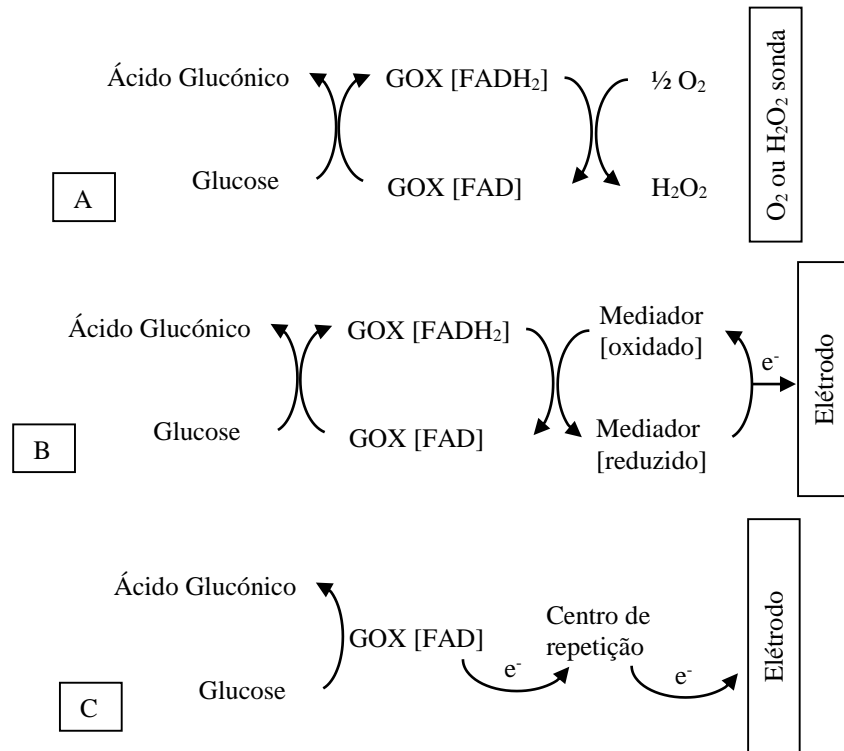 Ácido Glucónico GOX [FADH₂] ½ O₂
Glucose GOX [FAD] H₂O₂
A
O₂ ou H₂O₂ sonda
Ácido Glucónico GOX [FADH₂] Mediador
[oxidado]
e⁻
Glucose GOX [FAD] Mediador
[reduzido]
B
Elétrodo
Ácido Glucónico
GOX [FAD] Centro de
repetição
e⁻ e⁻
Glucose
C
Elétrodo